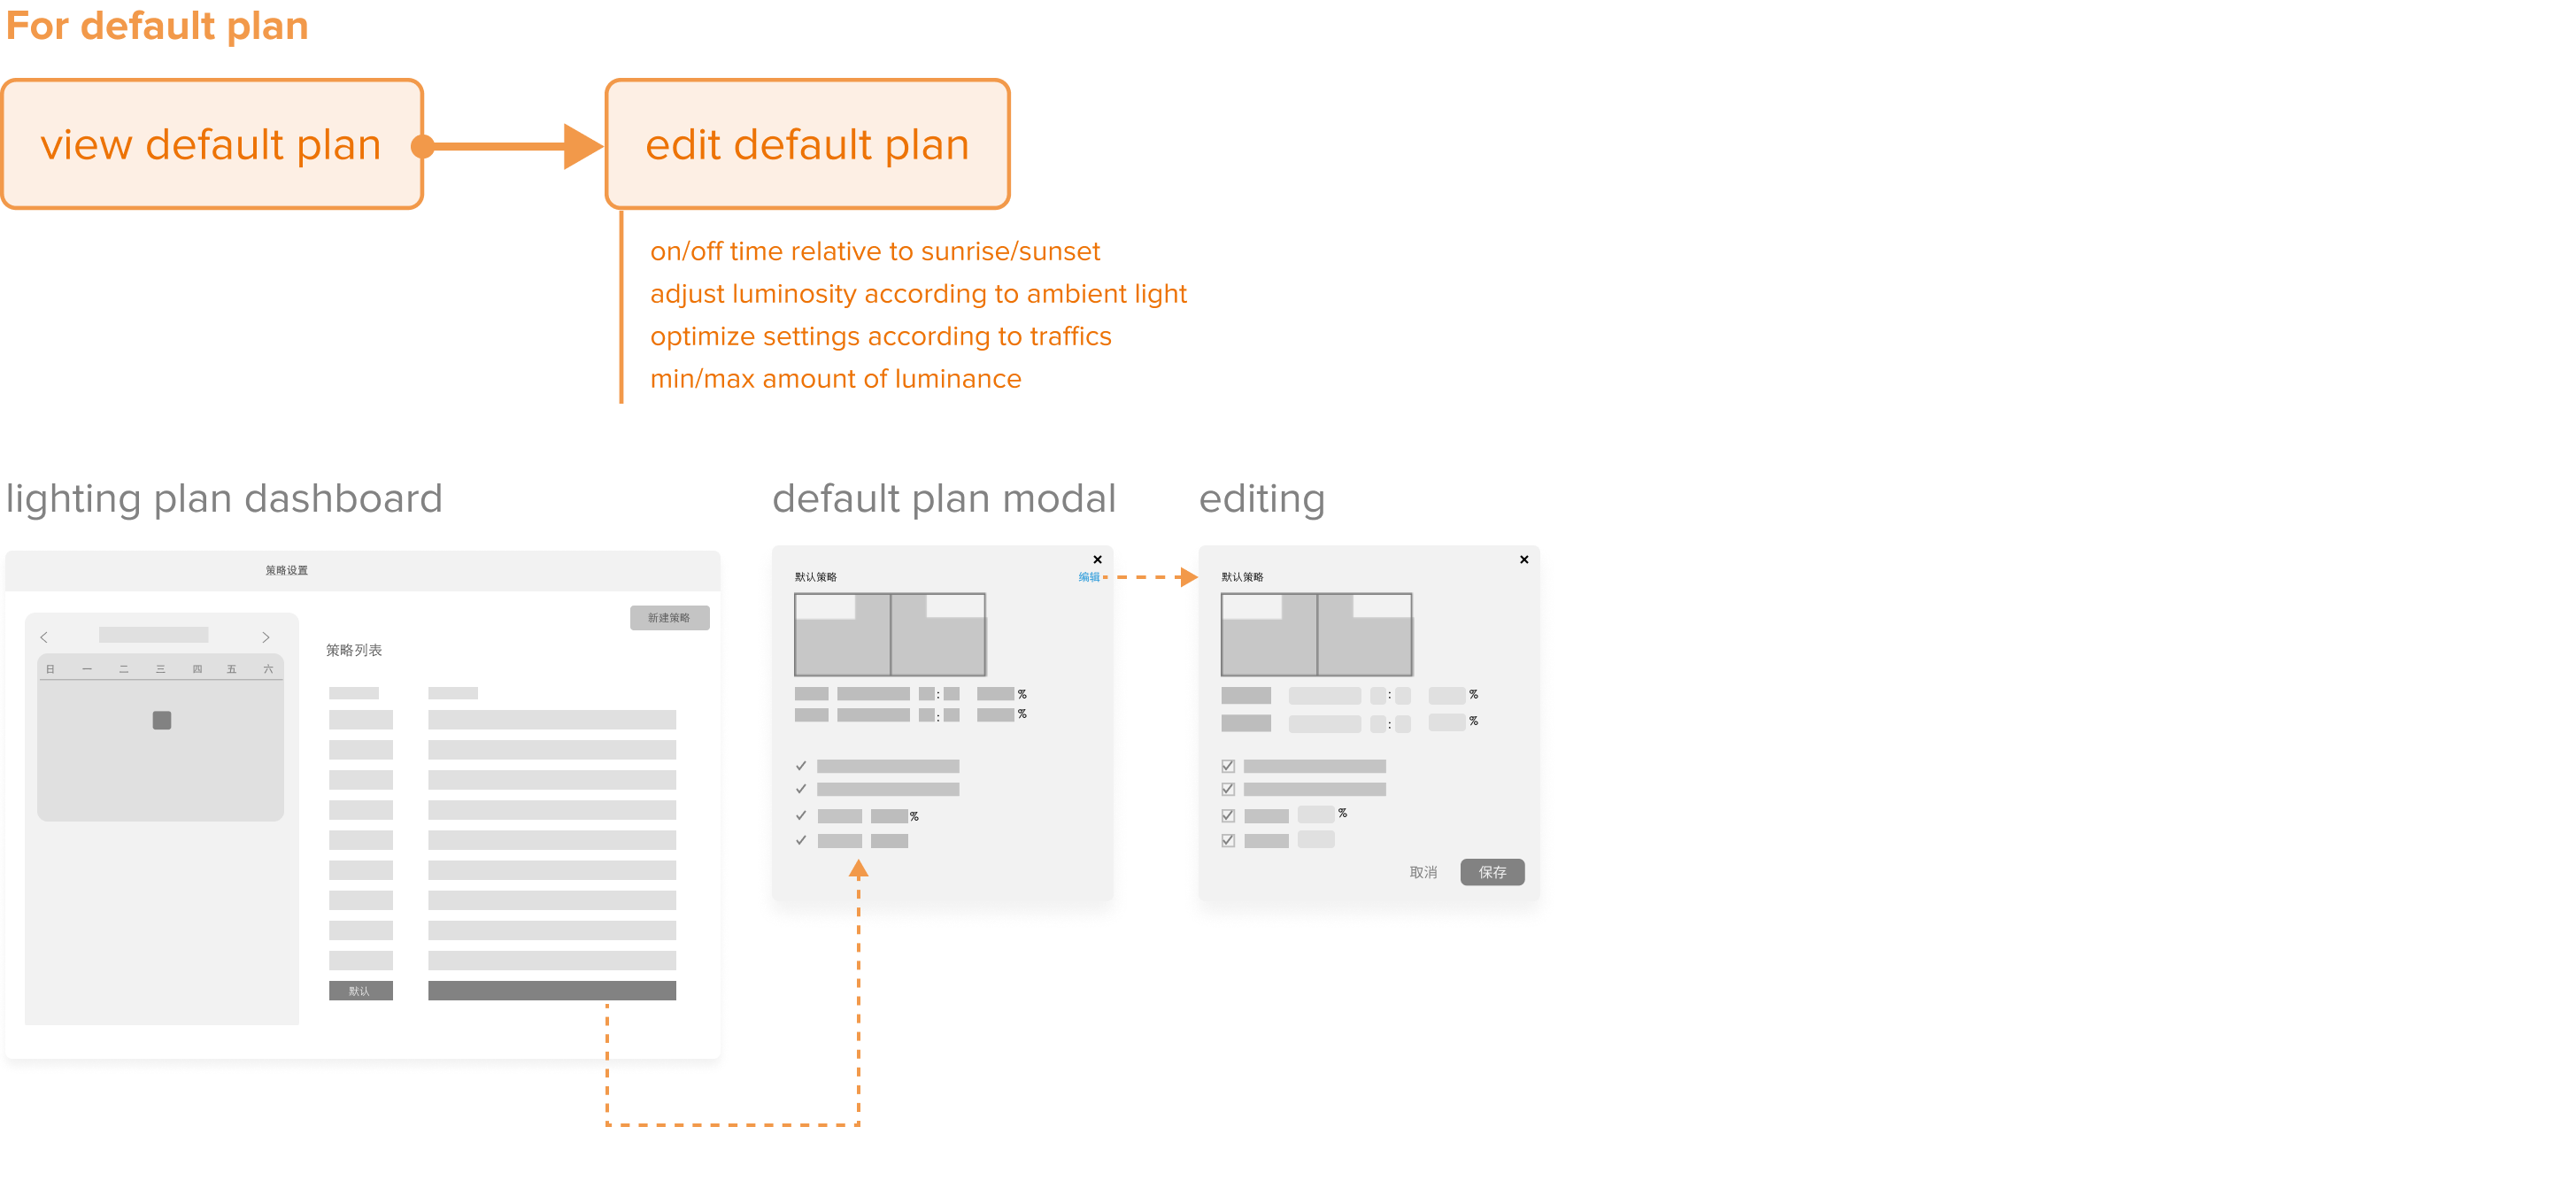 For default plan
view default plan
edit default plan
on/off time relative to sunrise/sunset
adjust luminosity according to ambient light
optimize settings according to traffics
min/max amount of luminance
lighting plan dashboard
default plan modal
editing
策略设置
新建策略
策略列表
日 一 二 三 四 五 六
默认
×
默认策略
编辑
: %
: %
%
×
默认策略
: %
: %
%
取消
保存